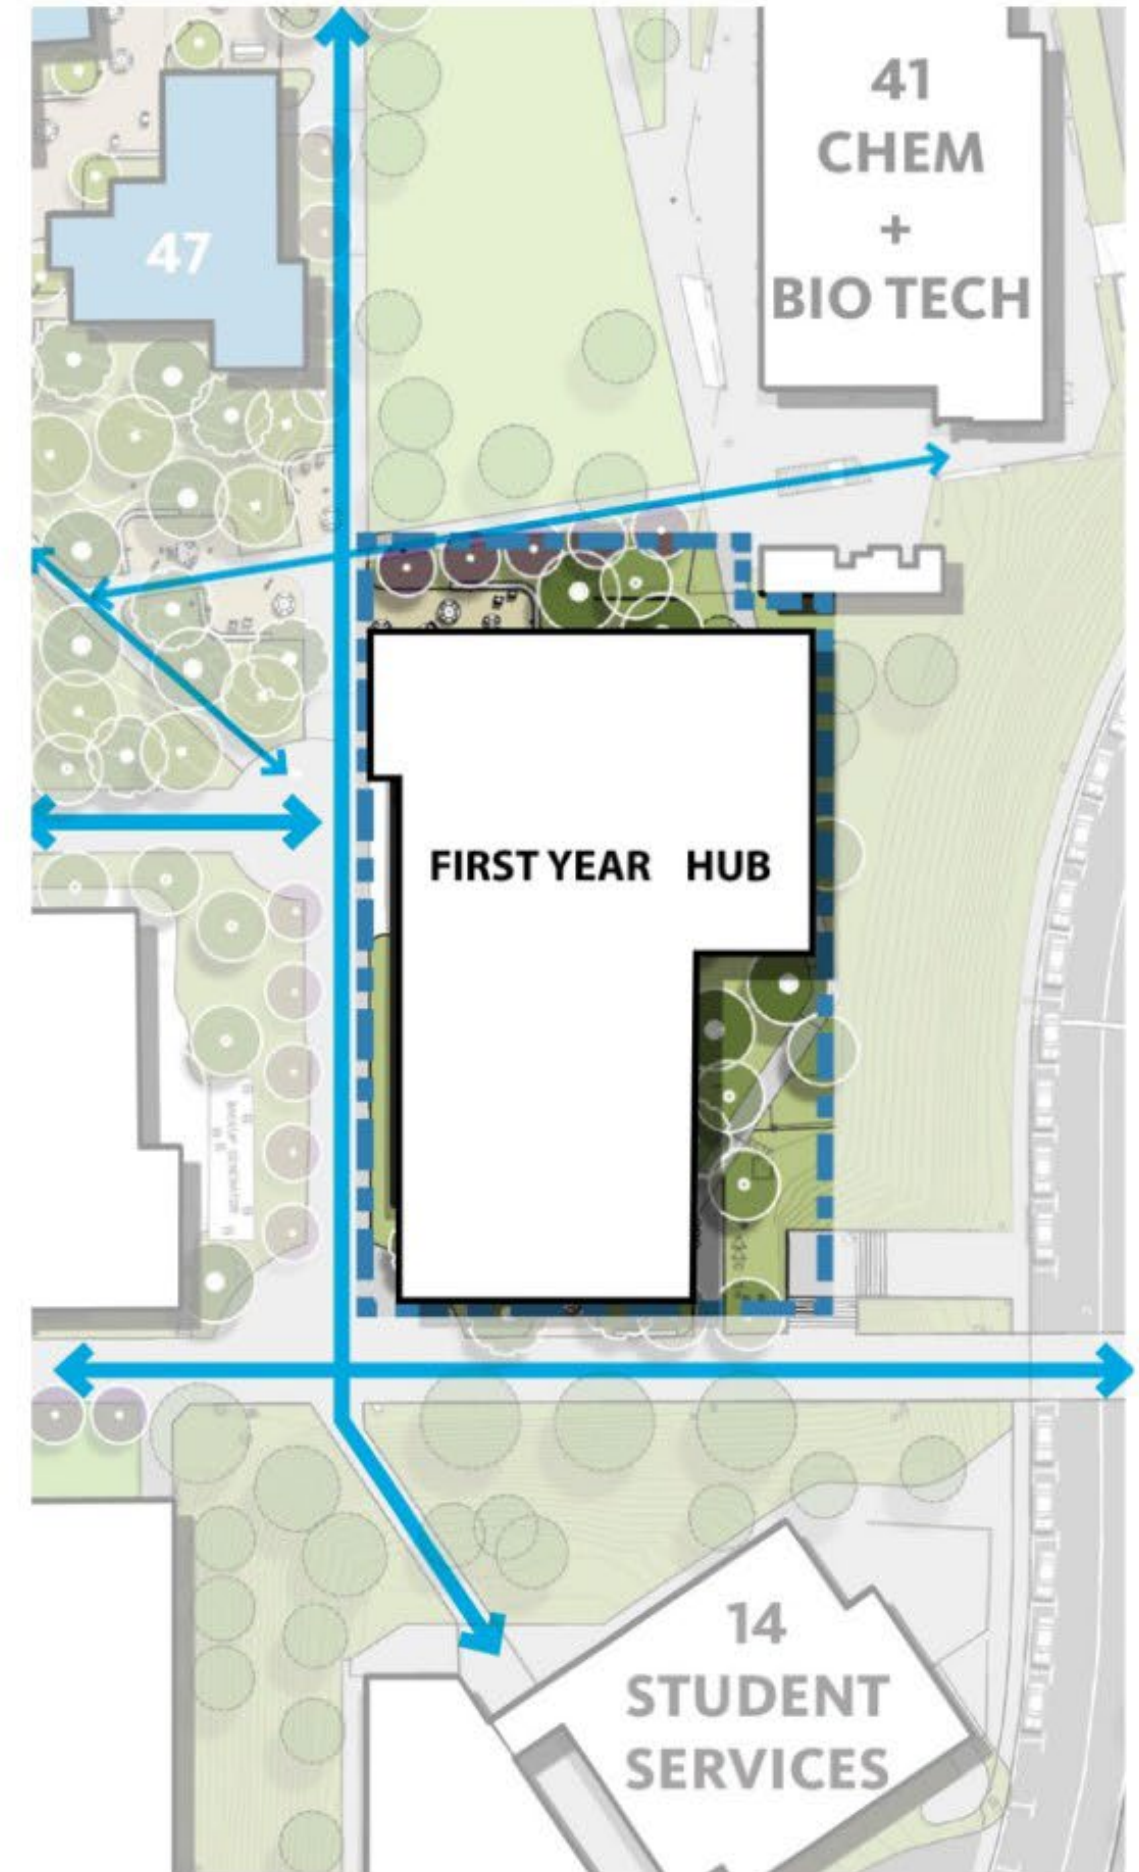 41
CHEM
+
BIO TECH
47
FIRST YEAR HUB
14
STUDENT
SERVICES